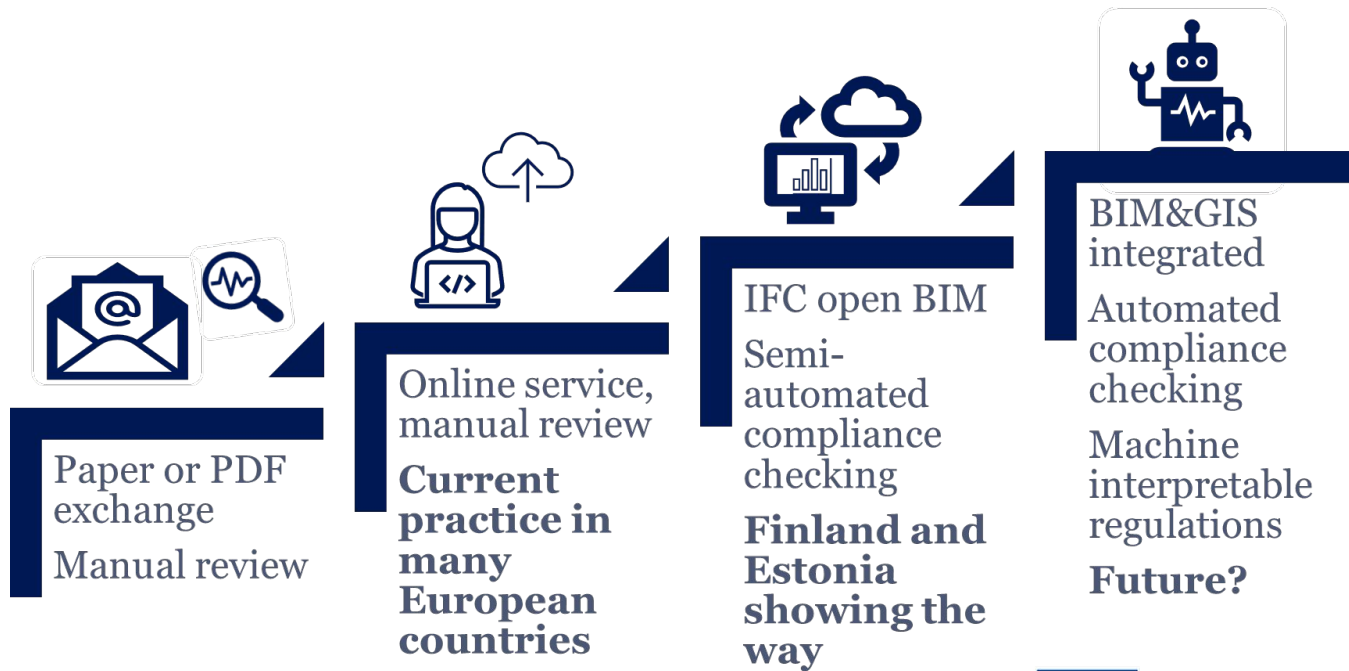 @
Paper or PDF
exchange
Manual review
</>
Online service,
manual review
Current
practice in
many
European
countries
IFC open BIM
Semi-
automated
compliance
checking
Finland and
Estonia
showing the
way
BIM&GIS
integrated
Automated
compliance
checking
Machine
interpretable
regulations
Future?